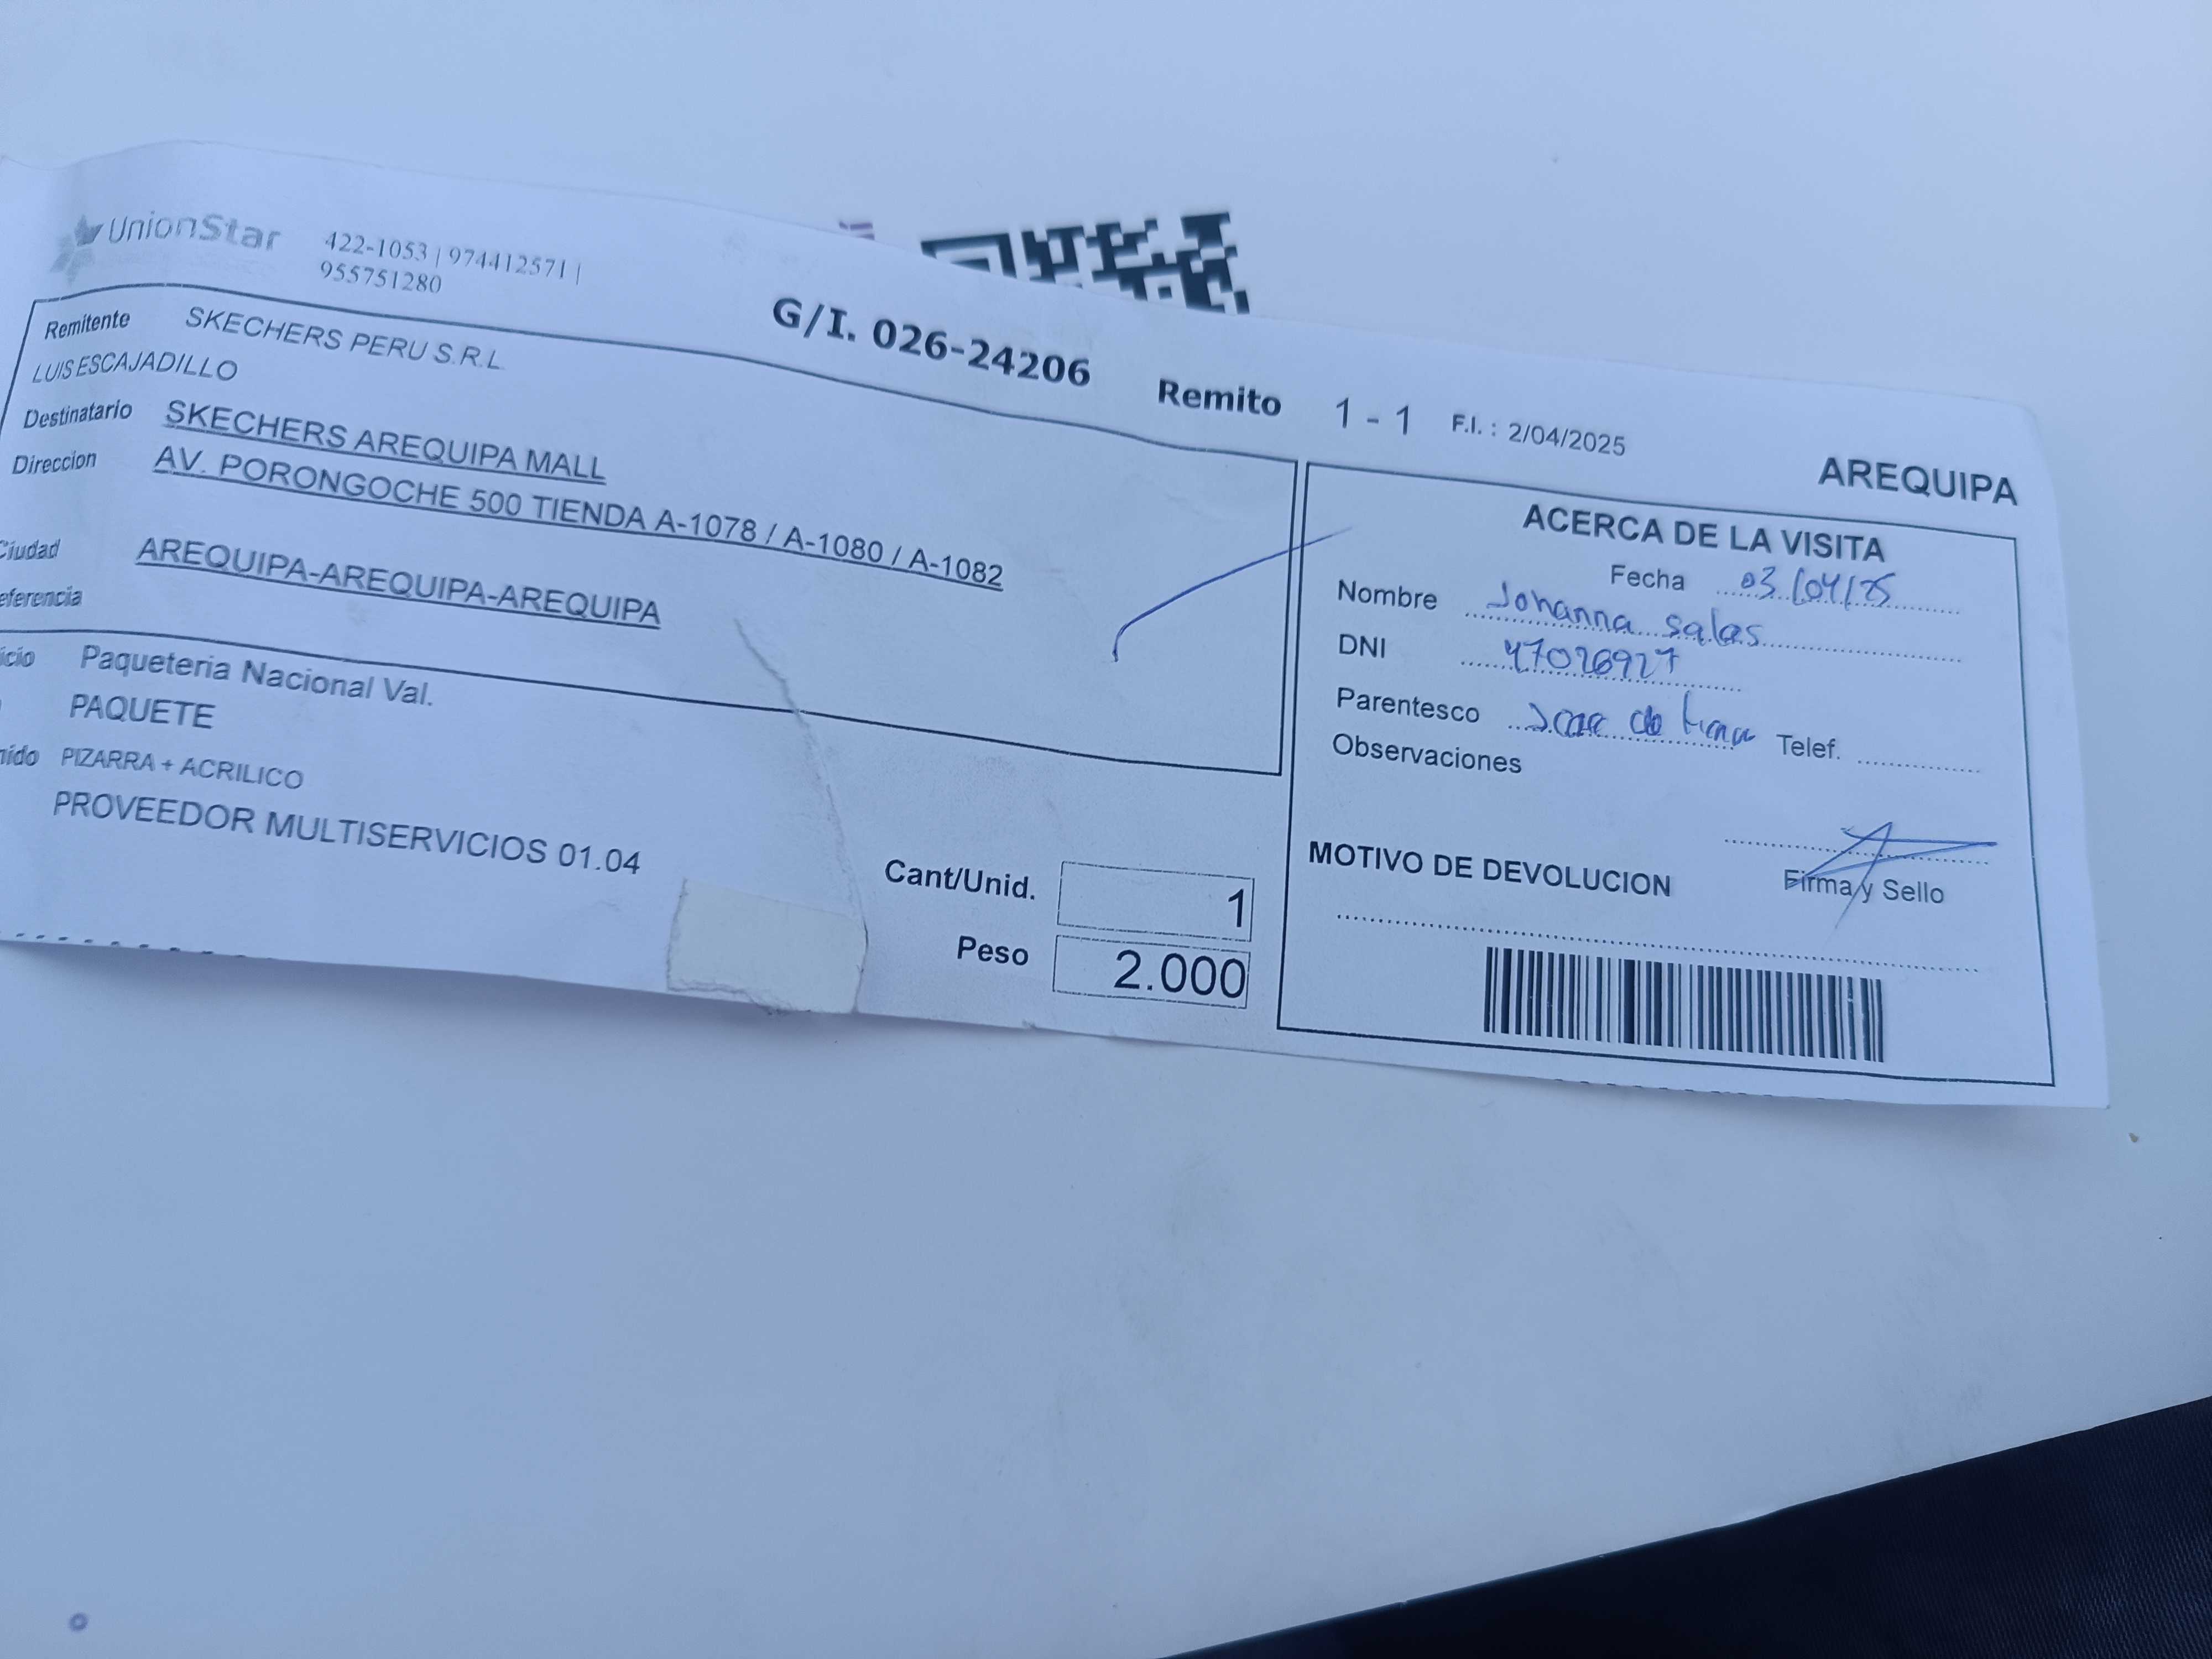 UnionStar
422-1053 | 974412571 |
955751280
G/I. 026-24206 Remito 1 - 1 F.I. : 2/04/2025 AREQUIPA
Remitente SKECHERS PERU S.R.L
LUIS ESCAJADILLO
Destinatario SKECHERS AREQUIPA MALL
Direccion AV. PORONGOCHE 500 TIENDA A-1078 / A-1080 / A-1082
Ciudad AREQUIPA-AREQUIPA-AREQUIPA
eferencia
icio Paqueteria Nacional Val.
PAQUETE
nido PIZARRA + ACRILICO
PROVEEDOR MULTISERVICIOS 01.04
Cant/Unid. 1
Peso 2.000
ACERCA DE LA VISITA
Fecha 03/04/25
Nombre Johanna salas
DNI 47026927
Parentesco Telef.
Observaciones
Firma y Sello
MOTIVO DE DEVOLUCION